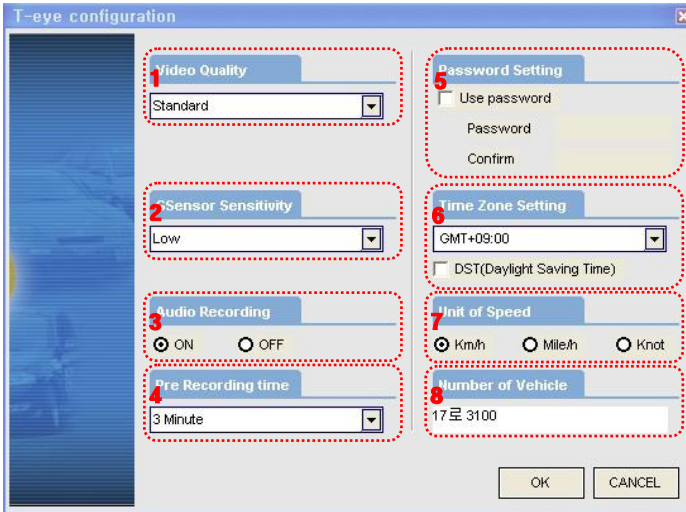 T-eye configuration
1
Video Quality
Standard
2
GSensor Sensitivity
Low
3
Audio Recording
ON OFF
4
Pre Recording time
3 Minute
5
Password Setting
Use password
Password
Confirm
6
Time Zone Setting
GMT+09:00
DST(Daylight Saving Time)
7
Unit of Speed
Km/h Mile/h Knot
8
Number of Vehicle
17로 3100
OK CANCEL